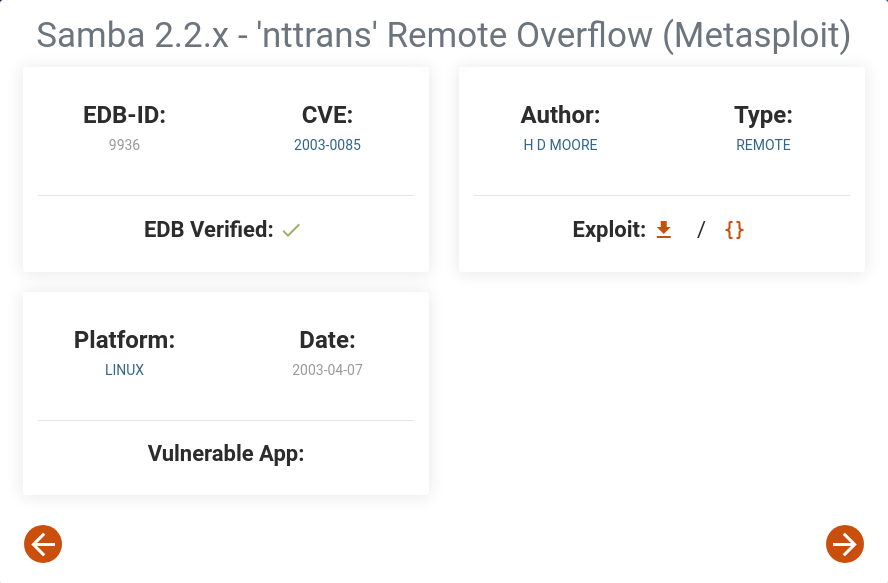 Samba 2.2.x - 'nttrans' Remote Overflow (Metasploit)
EDB-ID:
9936
CVE:
2003-0085
EDB Verified:
Author:
H D MOORE
Type:
REMOTE
Exploit: / {}
Platform:
LINUX
Date:
2003-04-07
Vulnerable App: